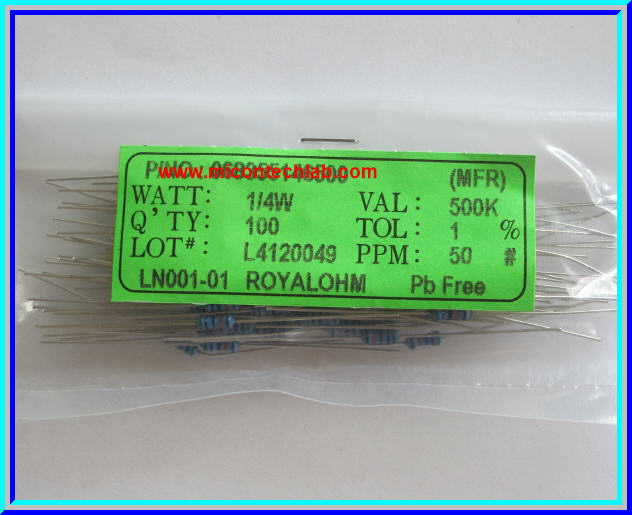 P/NO
www.micontechlab.com
(MFR)
WATT: 1/4W VAL: 500K
Q'TY: 100 TOL: 1 %
LOT#: L4120049 PPM: 50 #
LN001-01 ROYALOHM Pb Free